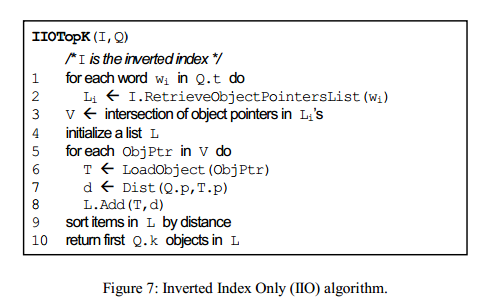 IIOTopK(I,Q)
/* I is the inverted index */
1 for each word wi in Q.t do
2 Li ← I.RetrieveObjectPointersList(wi)
3 V ← intersection of object pointers in Li's
4 initialize a list L
5 for each ObjPtr in V do
6 T ← LoadObject(ObjPtr)
7 d ← Dist(Q.p,T.p)
8 L.Add(T,d)
9 sort items in L by distance
10 return first Q.k objects in L
Figure 7: Inverted Index Only (IIO) algorithm.